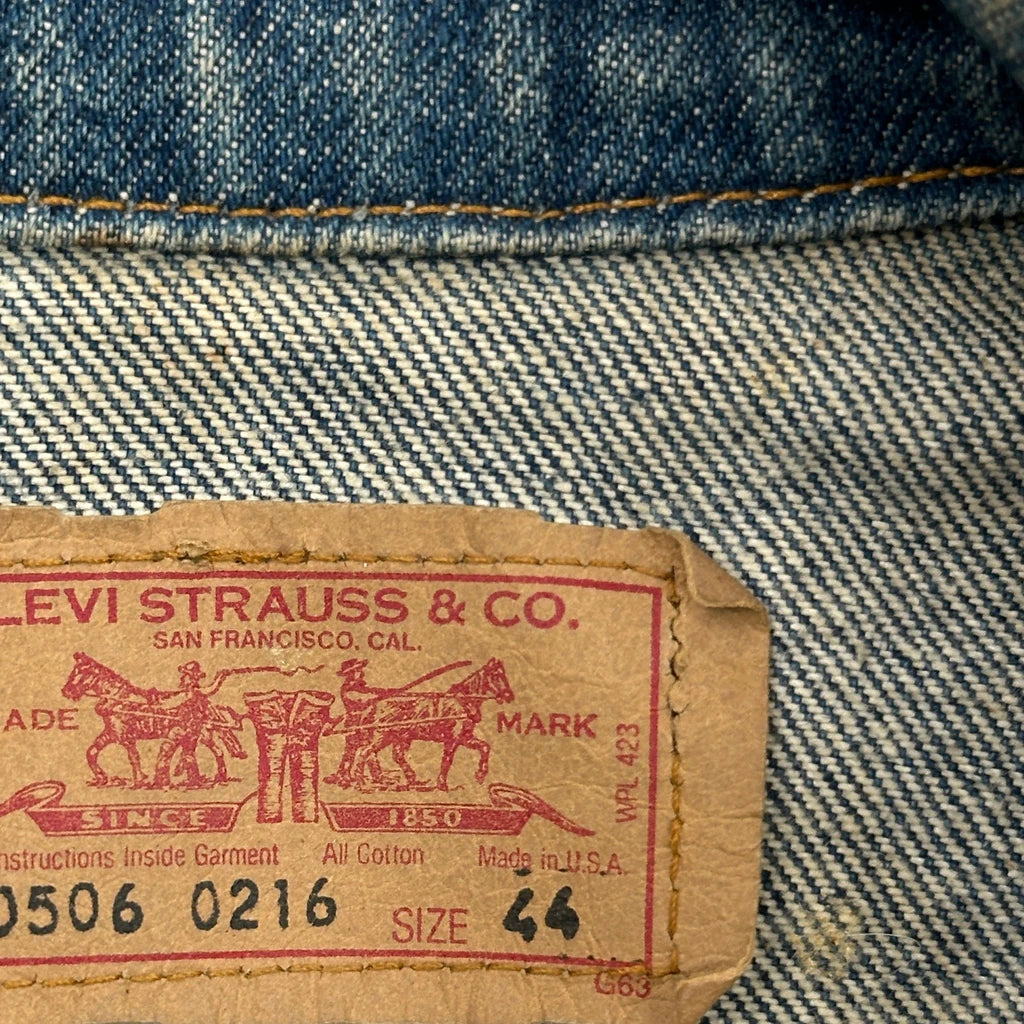 LEVI STRAUSS & CO.
SAN FRANCISCO, CAL.
ADE MARK
WPL 423
SINCE 1850
nstructions Inside Garment All Cotton Made in U.S.A.
0506 0216 SIZE 44
G63